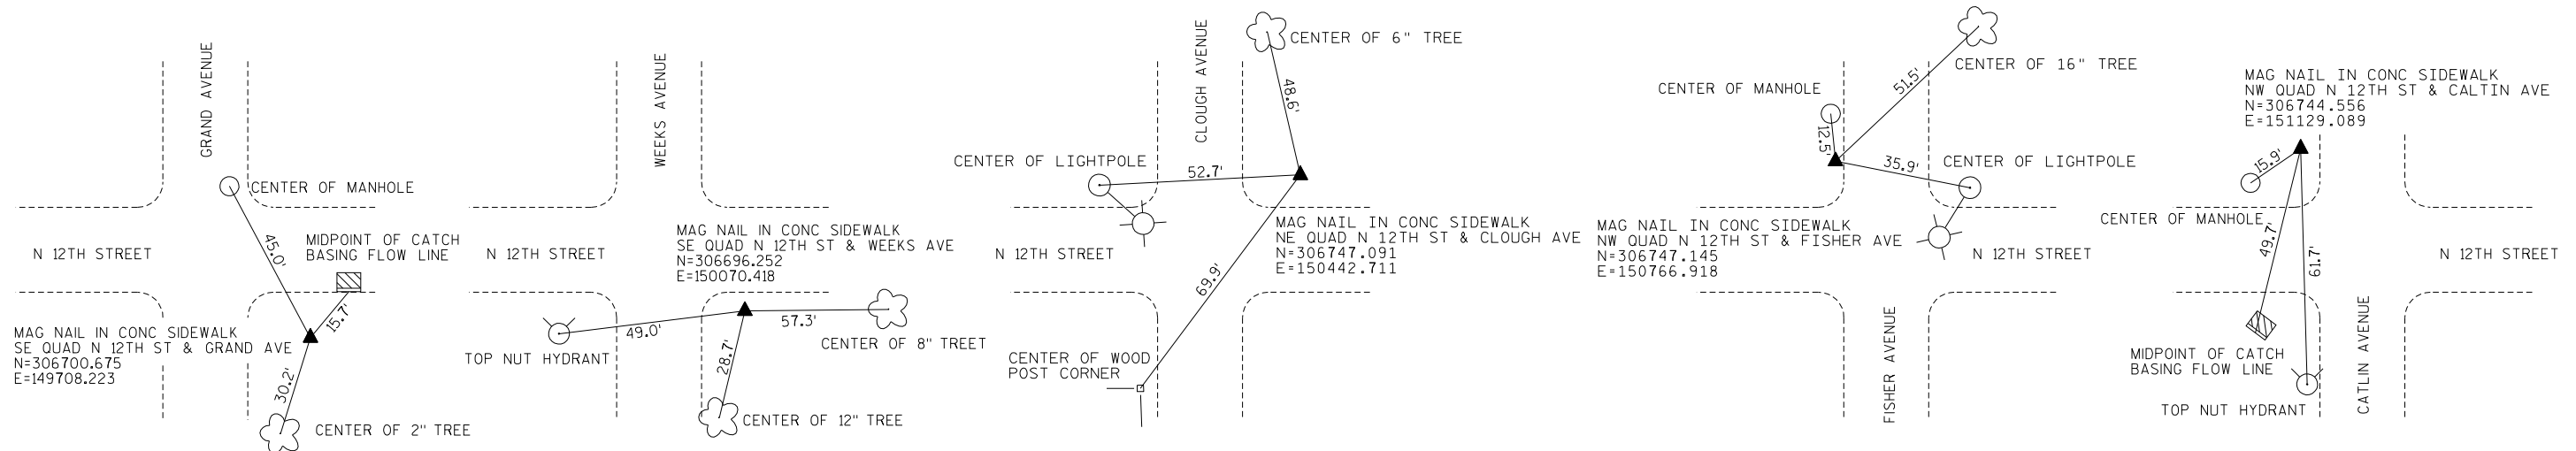 GRAND AVENUE
CENTER OF MANHOLE
45.0'
MIDPOINT OF CATCH
BASING FLOW LINE
N 12TH STREET
15.7'
MAG NAIL IN CONC SIDEWALK
SE QUAD N 12TH ST & GRAND AVE
N=306700.675
E=149708.223
30.2'
CENTER OF 2" TREE
WEEKS AVENUE
MAG NAIL IN CONC SIDEWALK
SE QUAD N 12TH ST & WEEKS AVE
N=306696.252
E=150070.418
N 12TH STREET
49.0'
57.3'
TOP NUT HYDRANT
CENTER OF 8" TREET
28.7'
CENTER OF 12" TREE
CLOUGH AVENUE
CENTER OF 6" TREE
48.6'
CENTER OF LIGHTPOLE
52.7'
MAG NAIL IN CONC SIDEWALK
NE QUAD N 12TH ST & CLOUGH AVE
N=306747.091
E=150442.711
N 12TH STREET
69.9'
CENTER OF WOOD
POST CORNER
CENTER OF 16" TREE
51.5'
CENTER OF MANHOLE
12.5'
35.9'
CENTER OF LIGHTPOLE
MAG NAIL IN CONC SIDEWALK
NW QUAD N 12TH ST & FISHER AVE
N=306747.145
E=150766.918
N 12TH STREET
FISHER AVENUE
MAG NAIL IN CONC SIDEWALK
NW QUAD N 12TH ST & CALTIN AVE
N=306744.556
E=151129.089
15.9'
CENTER OF MANHOLE
49.7'
61.7'
N 12TH STREET
MIDPOINT OF CATCH
BASING FLOW LINE
TOP NUT HYDRANT
CATLIN AVENUE